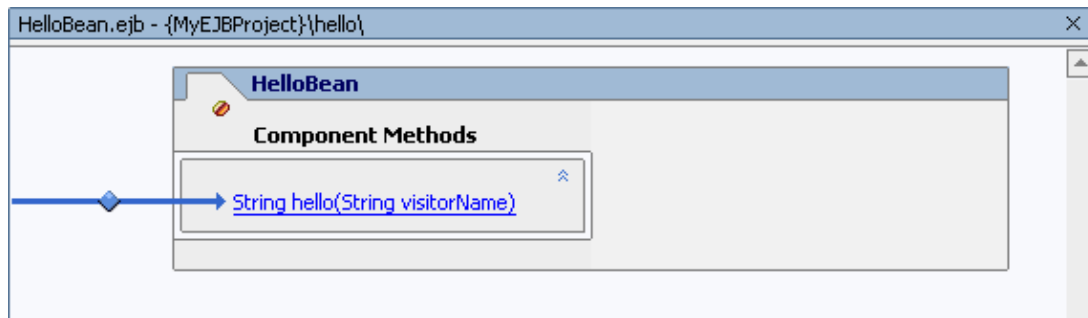 HelloBean.ejb - {MyEJBProject}\hello\
HelloBean
Component Methods
String hello(String visitorName)